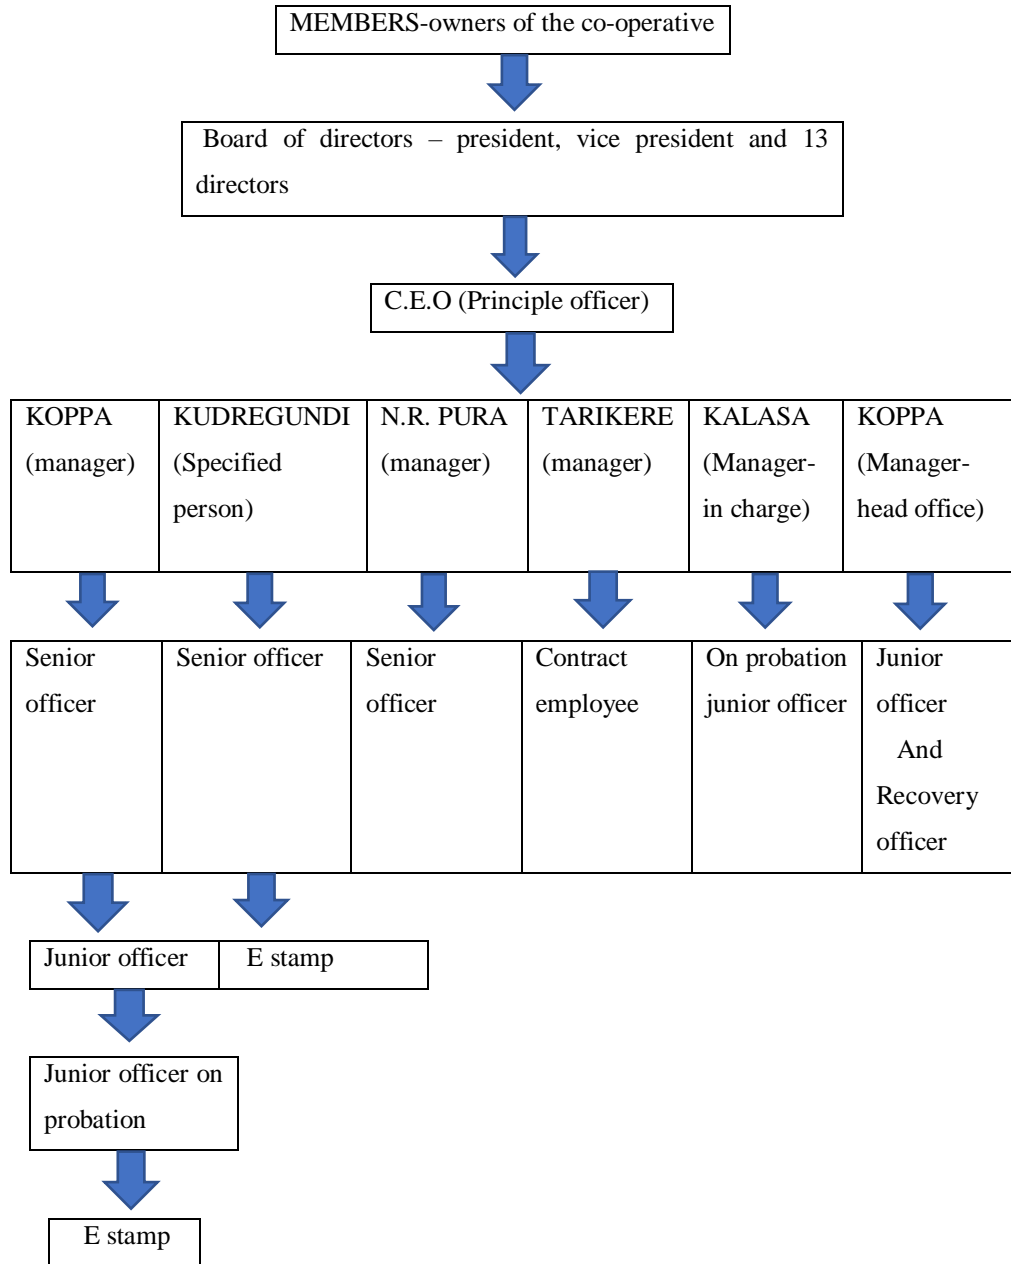 MEMBERS-owners of the co-operative
Board of directors – president, vice president and 13
directors
C.E.O (Principle officer)
KOPPA
(manager)
KUDREGUNDI
(Specified
person)
N.R. PURA
(manager)
TARIKERE
(manager)
KALASA
(Manager-
in charge)
KOPPA
(Manager-
head office)
Senior
officer
Senior officer
Senior
officer
Contract
employee
On probation
junior officer
Junior
officer
And
Recovery
officer
Junior officer
E stamp
Junior officer on
probation
E stamp